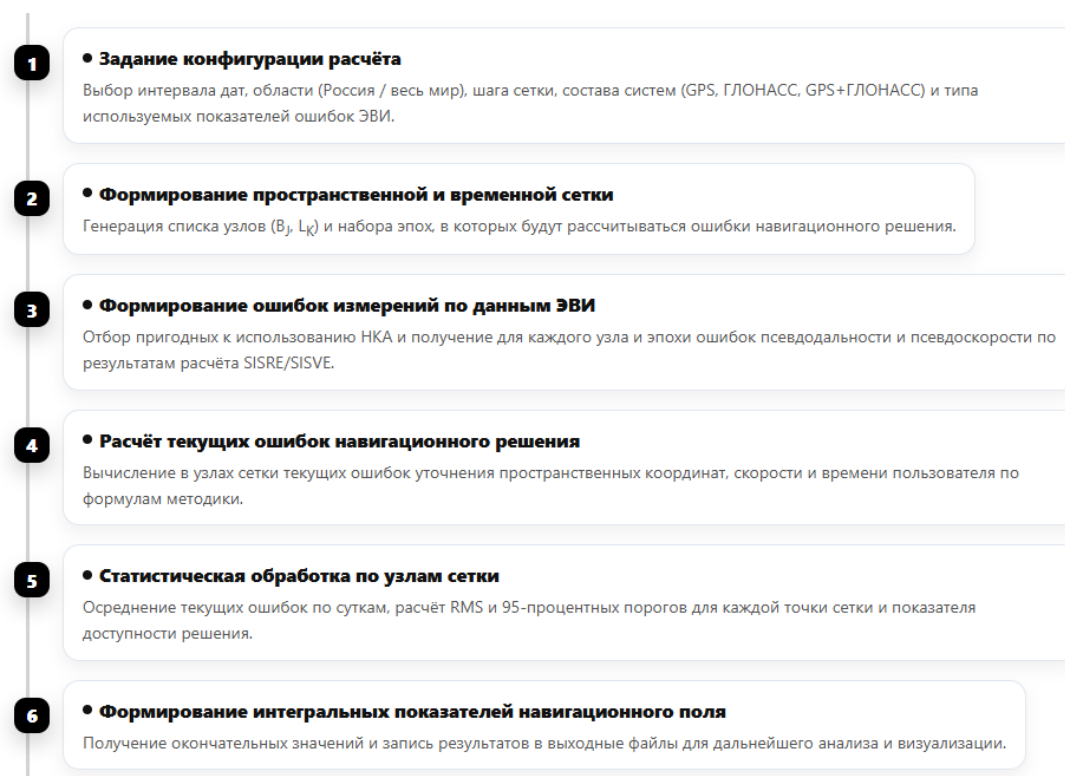 1
• Задание конфигурации расчёта
Выбор интервала дат, области (Россия / весь мир), шага сетки, состава систем (GPS, ГЛОНАСС, GPS+ГЛОНАСС) и типа
используемых показателей ошибок ЭВИ.
2
• Формирование пространственной и временной сетки
Генерация списка узлов (BJ, LK) и набора эпох, в которых будут рассчитываться ошибки навигационного решения.
3
• Формирование ошибок измерений по данным ЭВИ
Отбор пригодных к использованию НКА и получение для каждого узла и эпохи ошибок псевдодальности и псевдоскорости по
результатам расчёта SISRE/SISVE.
4
• Расчёт текущих ошибок навигационного решения
Вычисление в узлах сетки текущих ошибок уточнения пространственных координат, скорости и времени пользователя по
формулам методики.
5
• Статистическая обработка по узлам сетки
Осреднение текущих ошибок по суткам, расчёт RMS и 95-процентных порогов для каждой точки сетки и показателя
доступности решения.
6
• Формирование интегральных показателей навигационного поля
Получение окончательных значений и запись результатов в выходные файлы для дальнейшего анализа и визуализации.